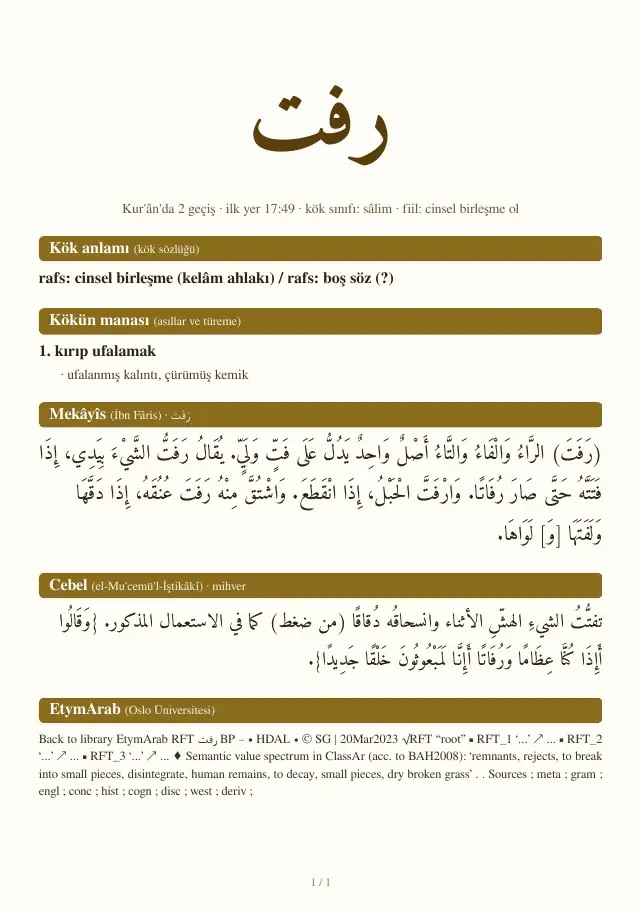 رفت
Kur'ân'da 2 geçiş · ilk yer 17:49 · kök sınıfı: sâlim · fiil: cinsel birleşme ol
Kök anlamı (kök sözlüğü)
rafs: cinsel birleşme (kelâm ahlakı) / rafs: boş söz (?)
Kökün manası (asıllar ve türeme)
1. kırıp ufalamak
· ufalanmış kalıntı, çürümüş kemik
Mekâyîs (İbn Fâris) · رَفَتَ
(رَفَتَ) الرَّاءُ وَالْفَاءُ وَالتَّاءُ أَصْلٌ وَاحِدٌ يَدُلُّ عَلَى فَتٍّ وَلَيٍّ. يُقَالُ رَفَتُّ الشَّيْءَ بِيَدِي، إِذَا
فَتَتَّهُ حَتَّى صَارَ رُفَاتًا. وَارْفَتَّ الْحَبْلُ، إِذَا انْقَطَعَ. وَاشْتُقَّ مِنْهُ رَفَتَ عُنُقَهُ، إِذَا دَقَّهَا
وَلَفَتَهَا [وَ] لَوَاهَا.
Cebel (el-Mu'cemü'l-İştikâkî) · mihver
تفتُّتُ الشيءِ الهشِّ الأثناء وانسحاقُه دُقاقًا (من ضغط) كما في الاستعمال المذكور. {وَقَالُوا
أَإِذَا كُنَّا عِظَامًا وَرُفَاتًا أَإِنَّا لَمَبْعُوثُونَ خَلْقًا جَدِيدًا}.
EtymArab (Oslo Üniversitesi)
Back to library EtymArab RFT رفت BP – • HDAL • © SG | 20Mar2023 √RFT “root” ▪ RFT_1 ‘...’ ↗ ... ▪ RFT_2
‘...’ ↗ ... ▪ RFT_3 ‘...’ ↗ ... ♦ Semantic value spectrum in ClassAr (acc. to BAH2008): ‘remnants, rejects, to break
into small pieces, disintegrate, human remains, to decay, small pieces, dry broken grass’ . . Sources ; meta ; gram ;
engl ; conc ; hist ; cogn ; disc ; west ; deriv ;
1 / 1